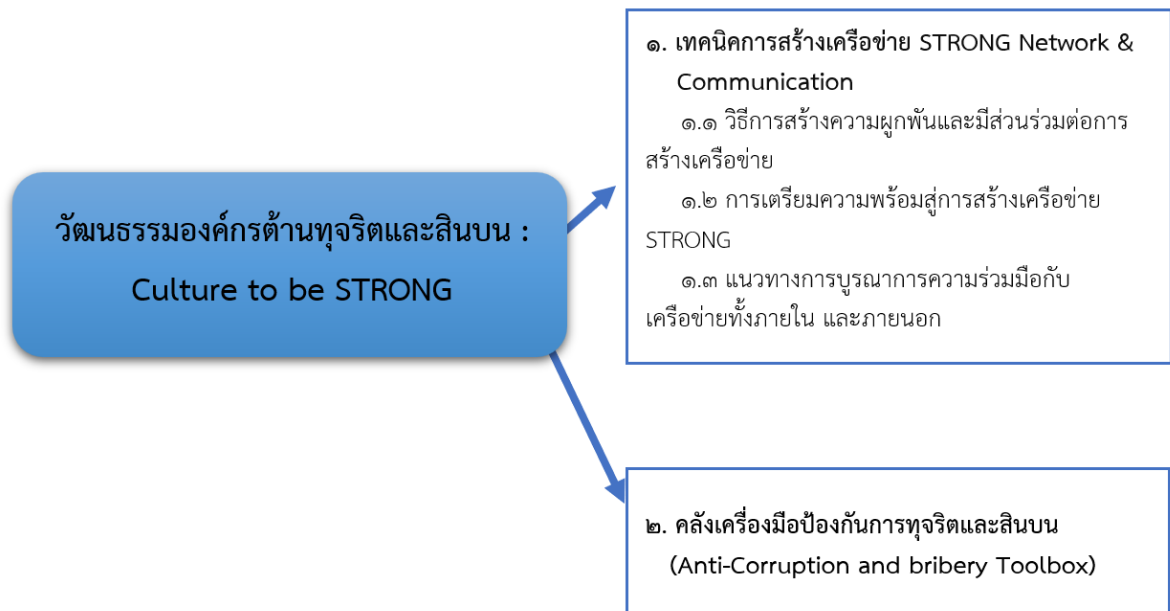 วัฒนธรรมองค์กรต้านทุจริตและสินบน :
Culture to be STRONG
๑. เทคนิคการสร้างเครือข่าย STRONG Network &
Communication
๑.๑ วิธีการสร้างความผูกพันและมีส่วนร่วมต่อการ
สร้างเครือข่าย
๑.๒ การเตรียมความพร้อมสู่การสร้างเครือข่าย
STRONG
๑.๓ แนวทางการบูรณาการความร่วมมือกับ
เครือข่ายทั้งภายใน และภายนอก
๒. คลังเครื่องมือป้องกันการทุจริตและสินบน
(Anti-Corruption and bribery Toolbox)